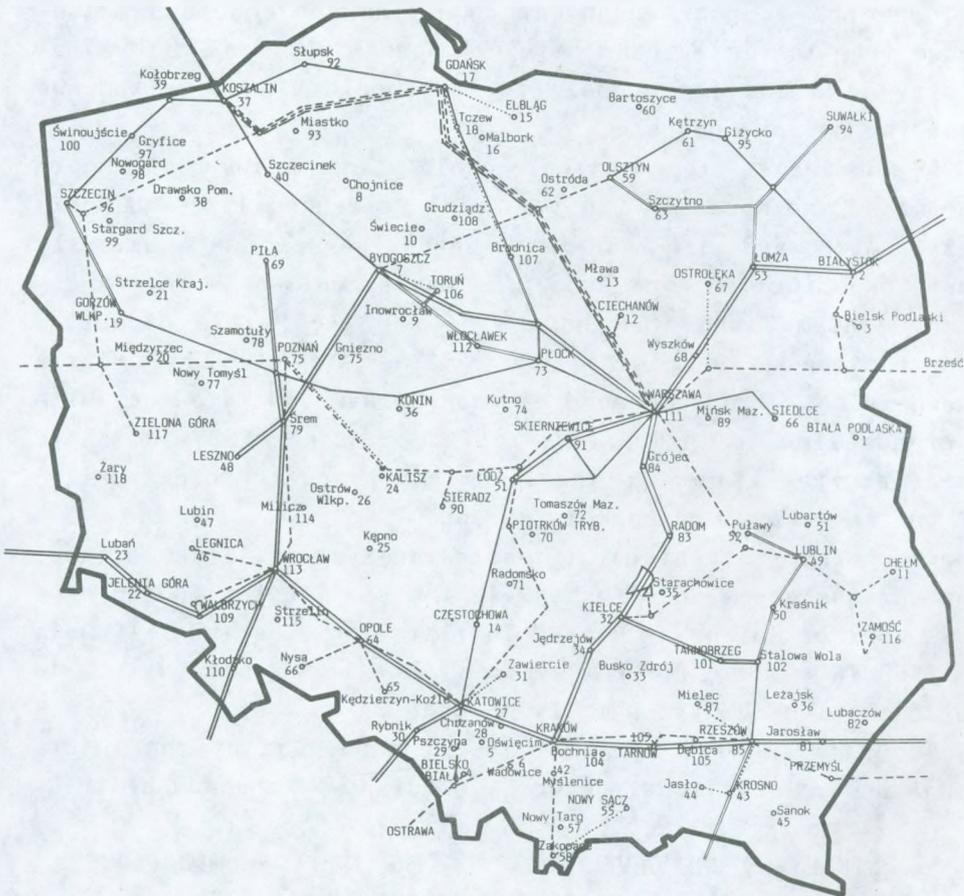 Słupsk
92
GDAŃSK
17
Kołobrzeg
39
KOSZALIN
37
ELBLĄG
15
Bartoszyce
60
Miastko
93
Tczew
18
Malbork
16
Kętrzyn
61
Giżycko
95
SUWAŁKI
94
Świnoujście
100
Gryfice
97
Nowogard
98
Szczecinek
40
Chojnice
8
Ostróda
62
OLSZTYN
59
Szczytno
63
SZCZECIN
96
Drawsko Pom.
38
Stargard Szcz.
99
Grudziądz
108
Świecie
10
Brodnica
107
PIŁA
69
BYDGOSZCZ
7
TORUŃ
106
Mława
13
OSTROŁĘKA
67
ŁOMŻA
53
BIAŁYSTOK
2
Strzelce Kraj.
21
GORZÓW
WLKP.
19
Inowrocław
9
CIECHANÓW
12
Bielsk Podlaski
3
Szamotuły
78
WŁOCŁAWEK
112
Międzyrzec
20
POZNAŃ
75
Gniezno
75
PŁOCK
73
Wyszków
68
Brześć
Nowy Tomyśl
77
KONIN
36
Kutno
74
WARSZAWA
111
Mińsk Maz.
89
SIEDLCE
66
ZIELONA GÓRA
117
Śrem
79
SKIERNIEWICE
91
BIAŁA PODLASKA
1
LESZNO
48
Grójec
84
Żary
118
KALISZ
24
ŁÓDŹ
51
Ostrów
Wlkp.
26
SIERADZ
90
Milicz
114
Lubin
47
Tomaszów Maz.
72
PIOTRKÓW TRYB.
70
RADOM
83
Puławy
52
Lubartów
51
Kępno
25
Lubań
23
LEGNICA
46
WROCŁAW
113
LUBLIN
49
CHEŁM
11
JELENIA GÓRA
22
Radomsko
71
Starachowice
35
WAŁBRZYCH
109
Strzelin
115
CZĘSTOCHOWA
14
KIELCE
32
Kraśnik
50
ZAMOŚĆ
116
OPOLE
64
Jędrzejów
34
Kłodzko
110
Nysa
66
Zawiercie
31
Busko Zdrój
33
TARNOBRZEG
101
Stalowa Wola
102
Kędzierzyn-Koźle
65
KATOWICE
27
Mielec
87
Leżajsk
36
Lubaczów
82
Rybnik
30
Chrzanów
28
KRAKÓW
Pszczyna
29
Oświęcim
5
Bochnia
104
109
TARNÓW
Dębica
105
RZESZÓW
85
Jarosław
81
BIELSKO
BIAŁA
4
Wadowice
6
42
Myślenice
PRZEMYŚL
Jasło
44
KROSNO
43
NOWY SĄCZ
55
Sanok
45
OSTRAWA
Nowy Targ
57
Zakopane
58